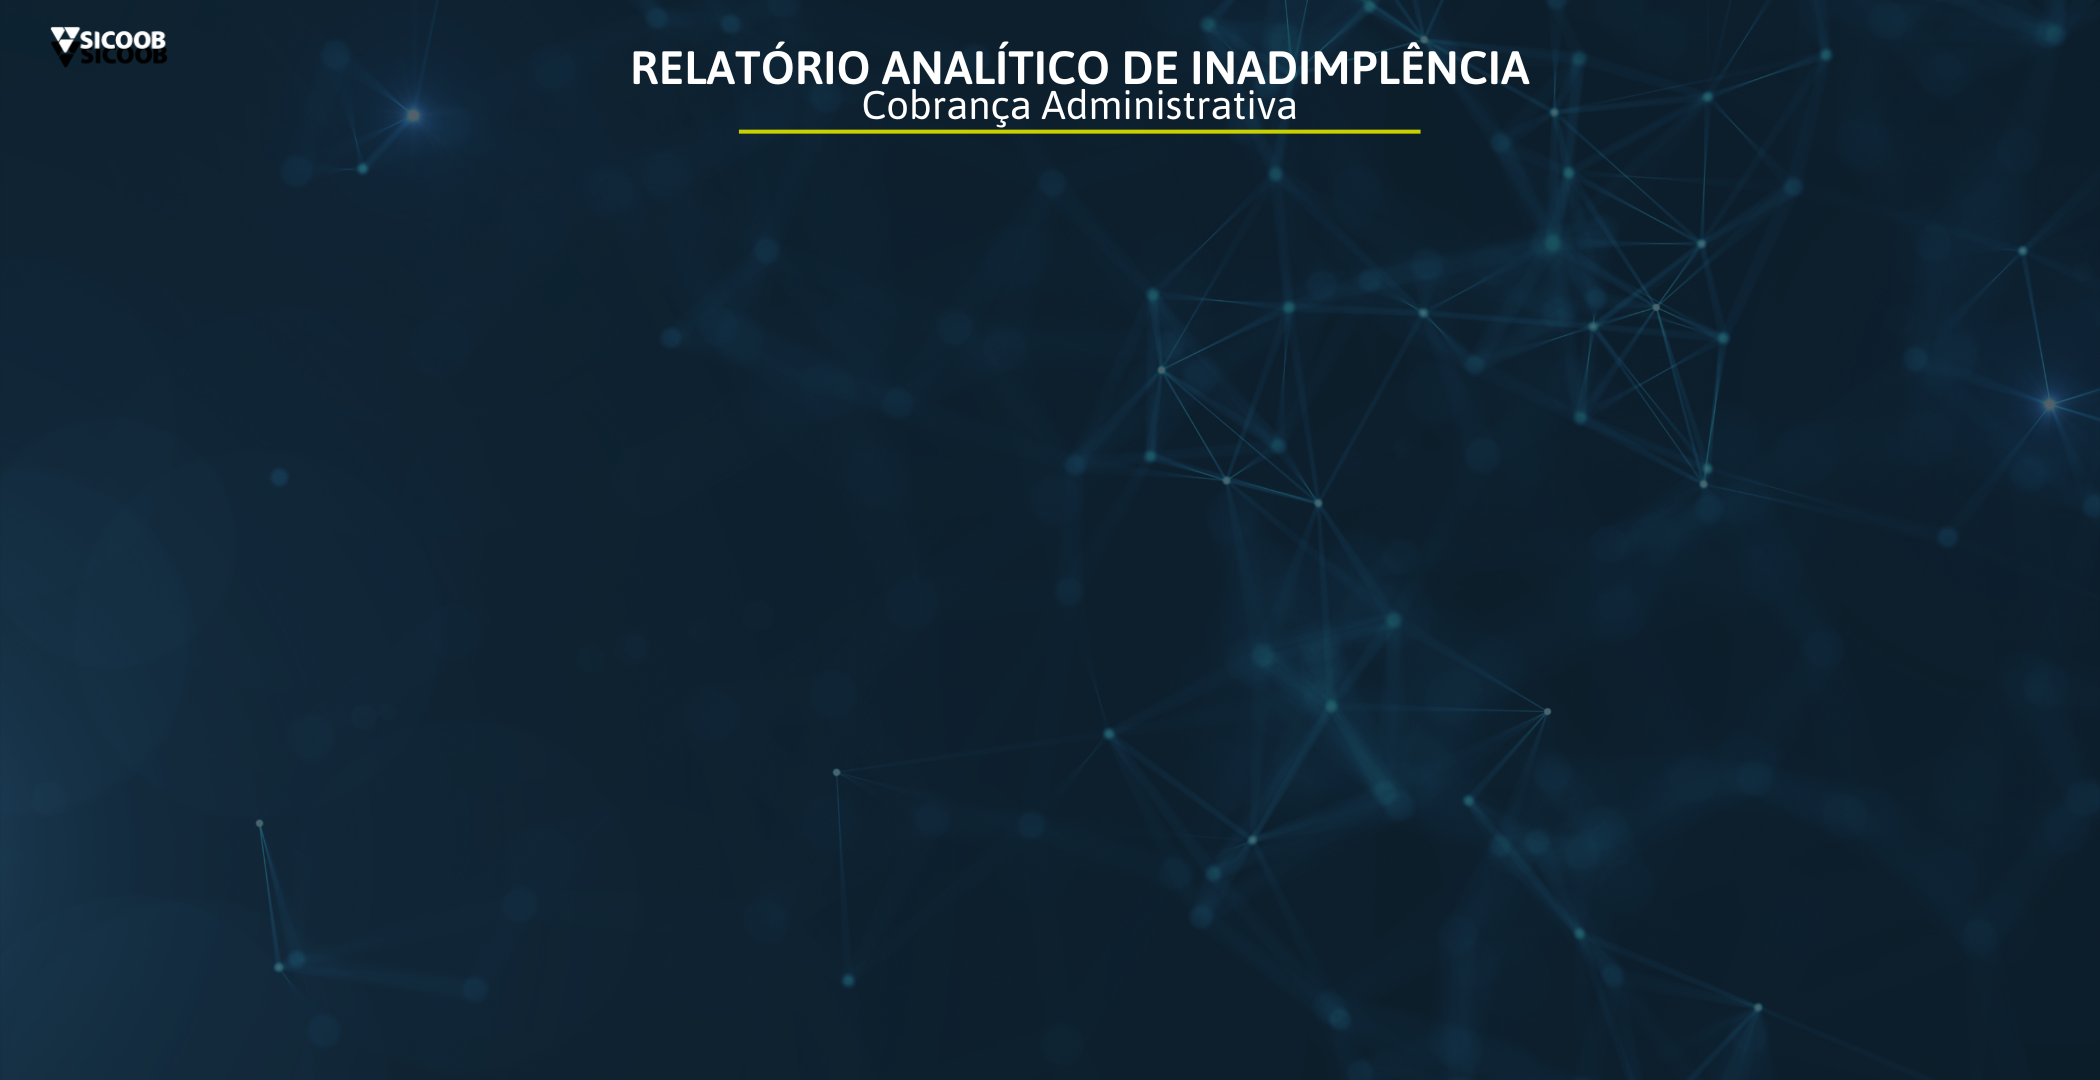 SICOOB
RELATÓRIO ANALÍTICO DE INADIMPLÊNCIA
Cobrança Administrativa